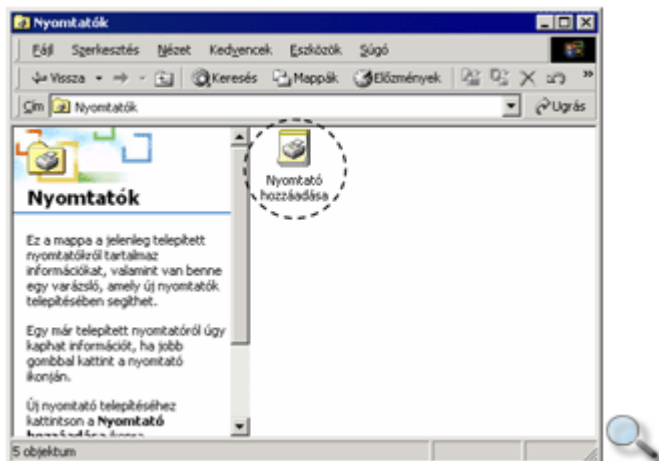 Nyomtatók
Fájl Szerkesztés Nézet Kedvencek Eszközök Súgó
Vissza Keresés Mappák Előzmények »
Cím Nyomtatók Ugrás
Nyomtató
hozzáadása
Nyomtatók
Ez a mappa a jelenleg telepített
nyomtatókról tartalmaz
információkat, valamint van benne
egy varázsló, amely új nyomtatók
telepítésében segíthet.
Egy már telepített nyomtatóról úgy
kaphat információt, ha jobb
gombbal kattint a nyomtató
ikonján.
Új nyomtató telepítéséhez
kattintson a Nyomtató
hozzáadása ikonra
5 objektum